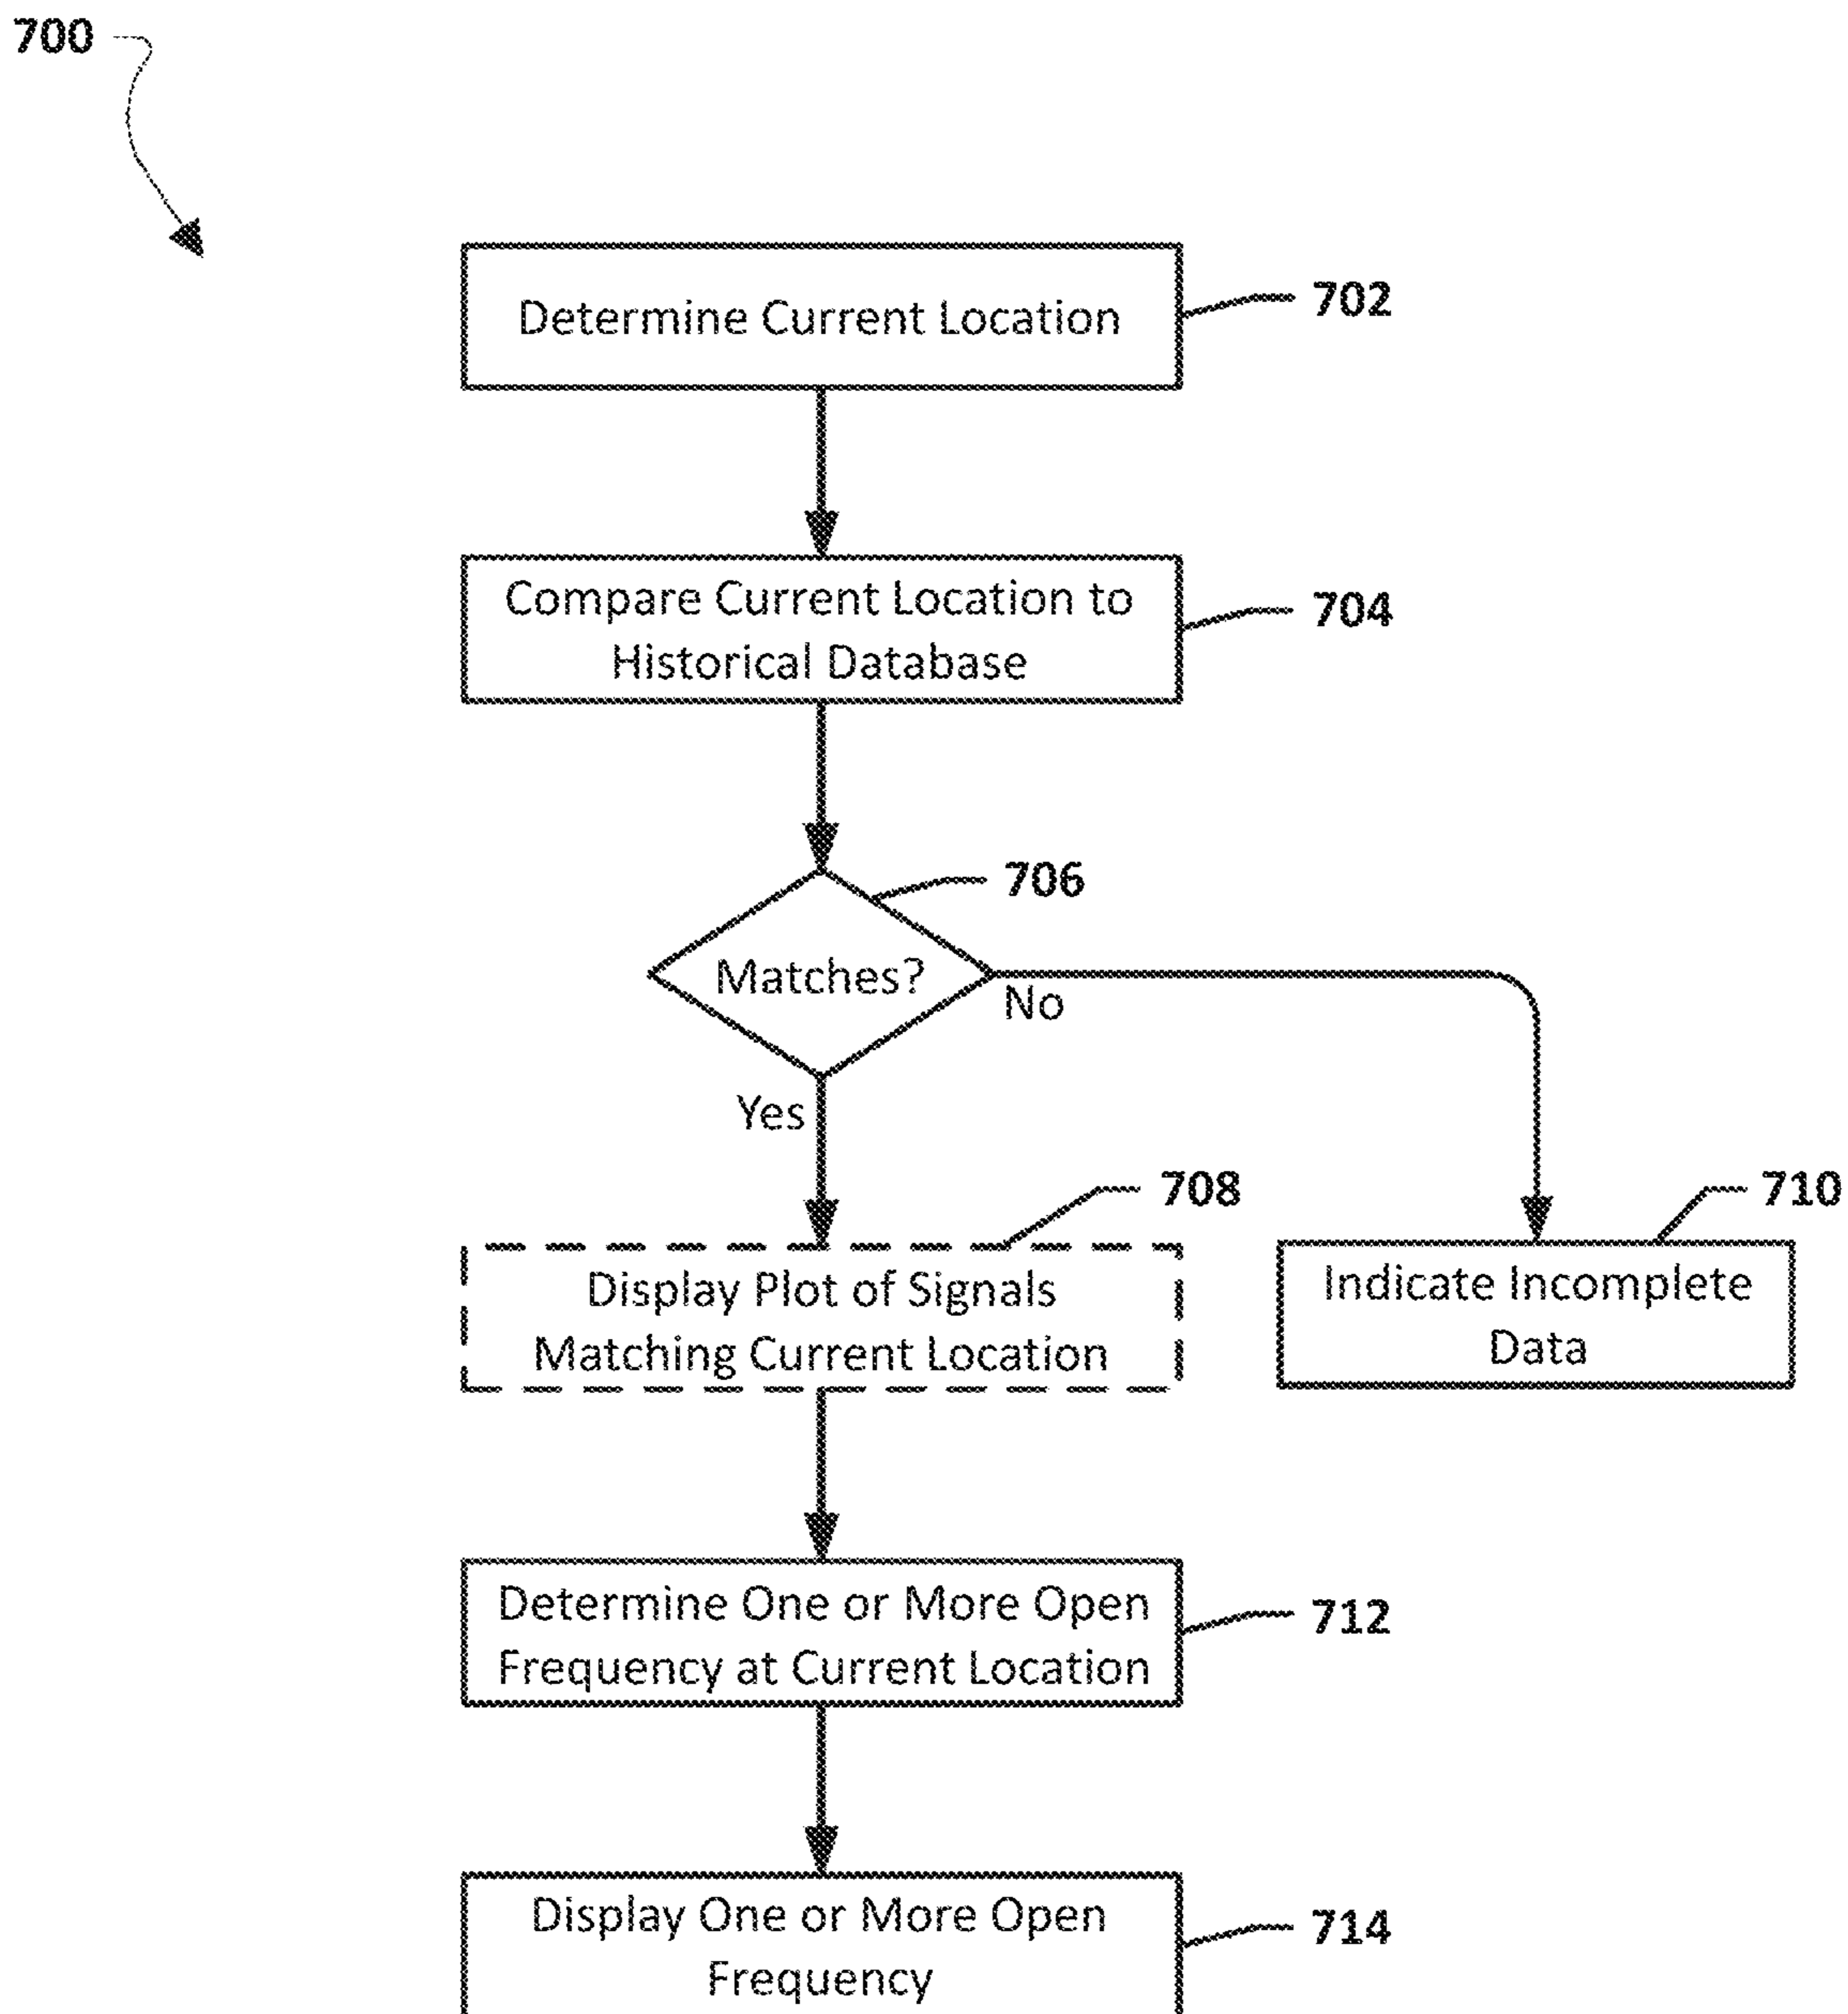 700
Determine Current Location
702
Compare Current Location to
Historical Database
704
706
Matches?
No
Yes
708
710
Display Plot of Signals
Matching Current Location
Indicate Incomplete
Data
Determine One or More Open
Frequency at Current Location
712
Display One or More Open
Frequency
714